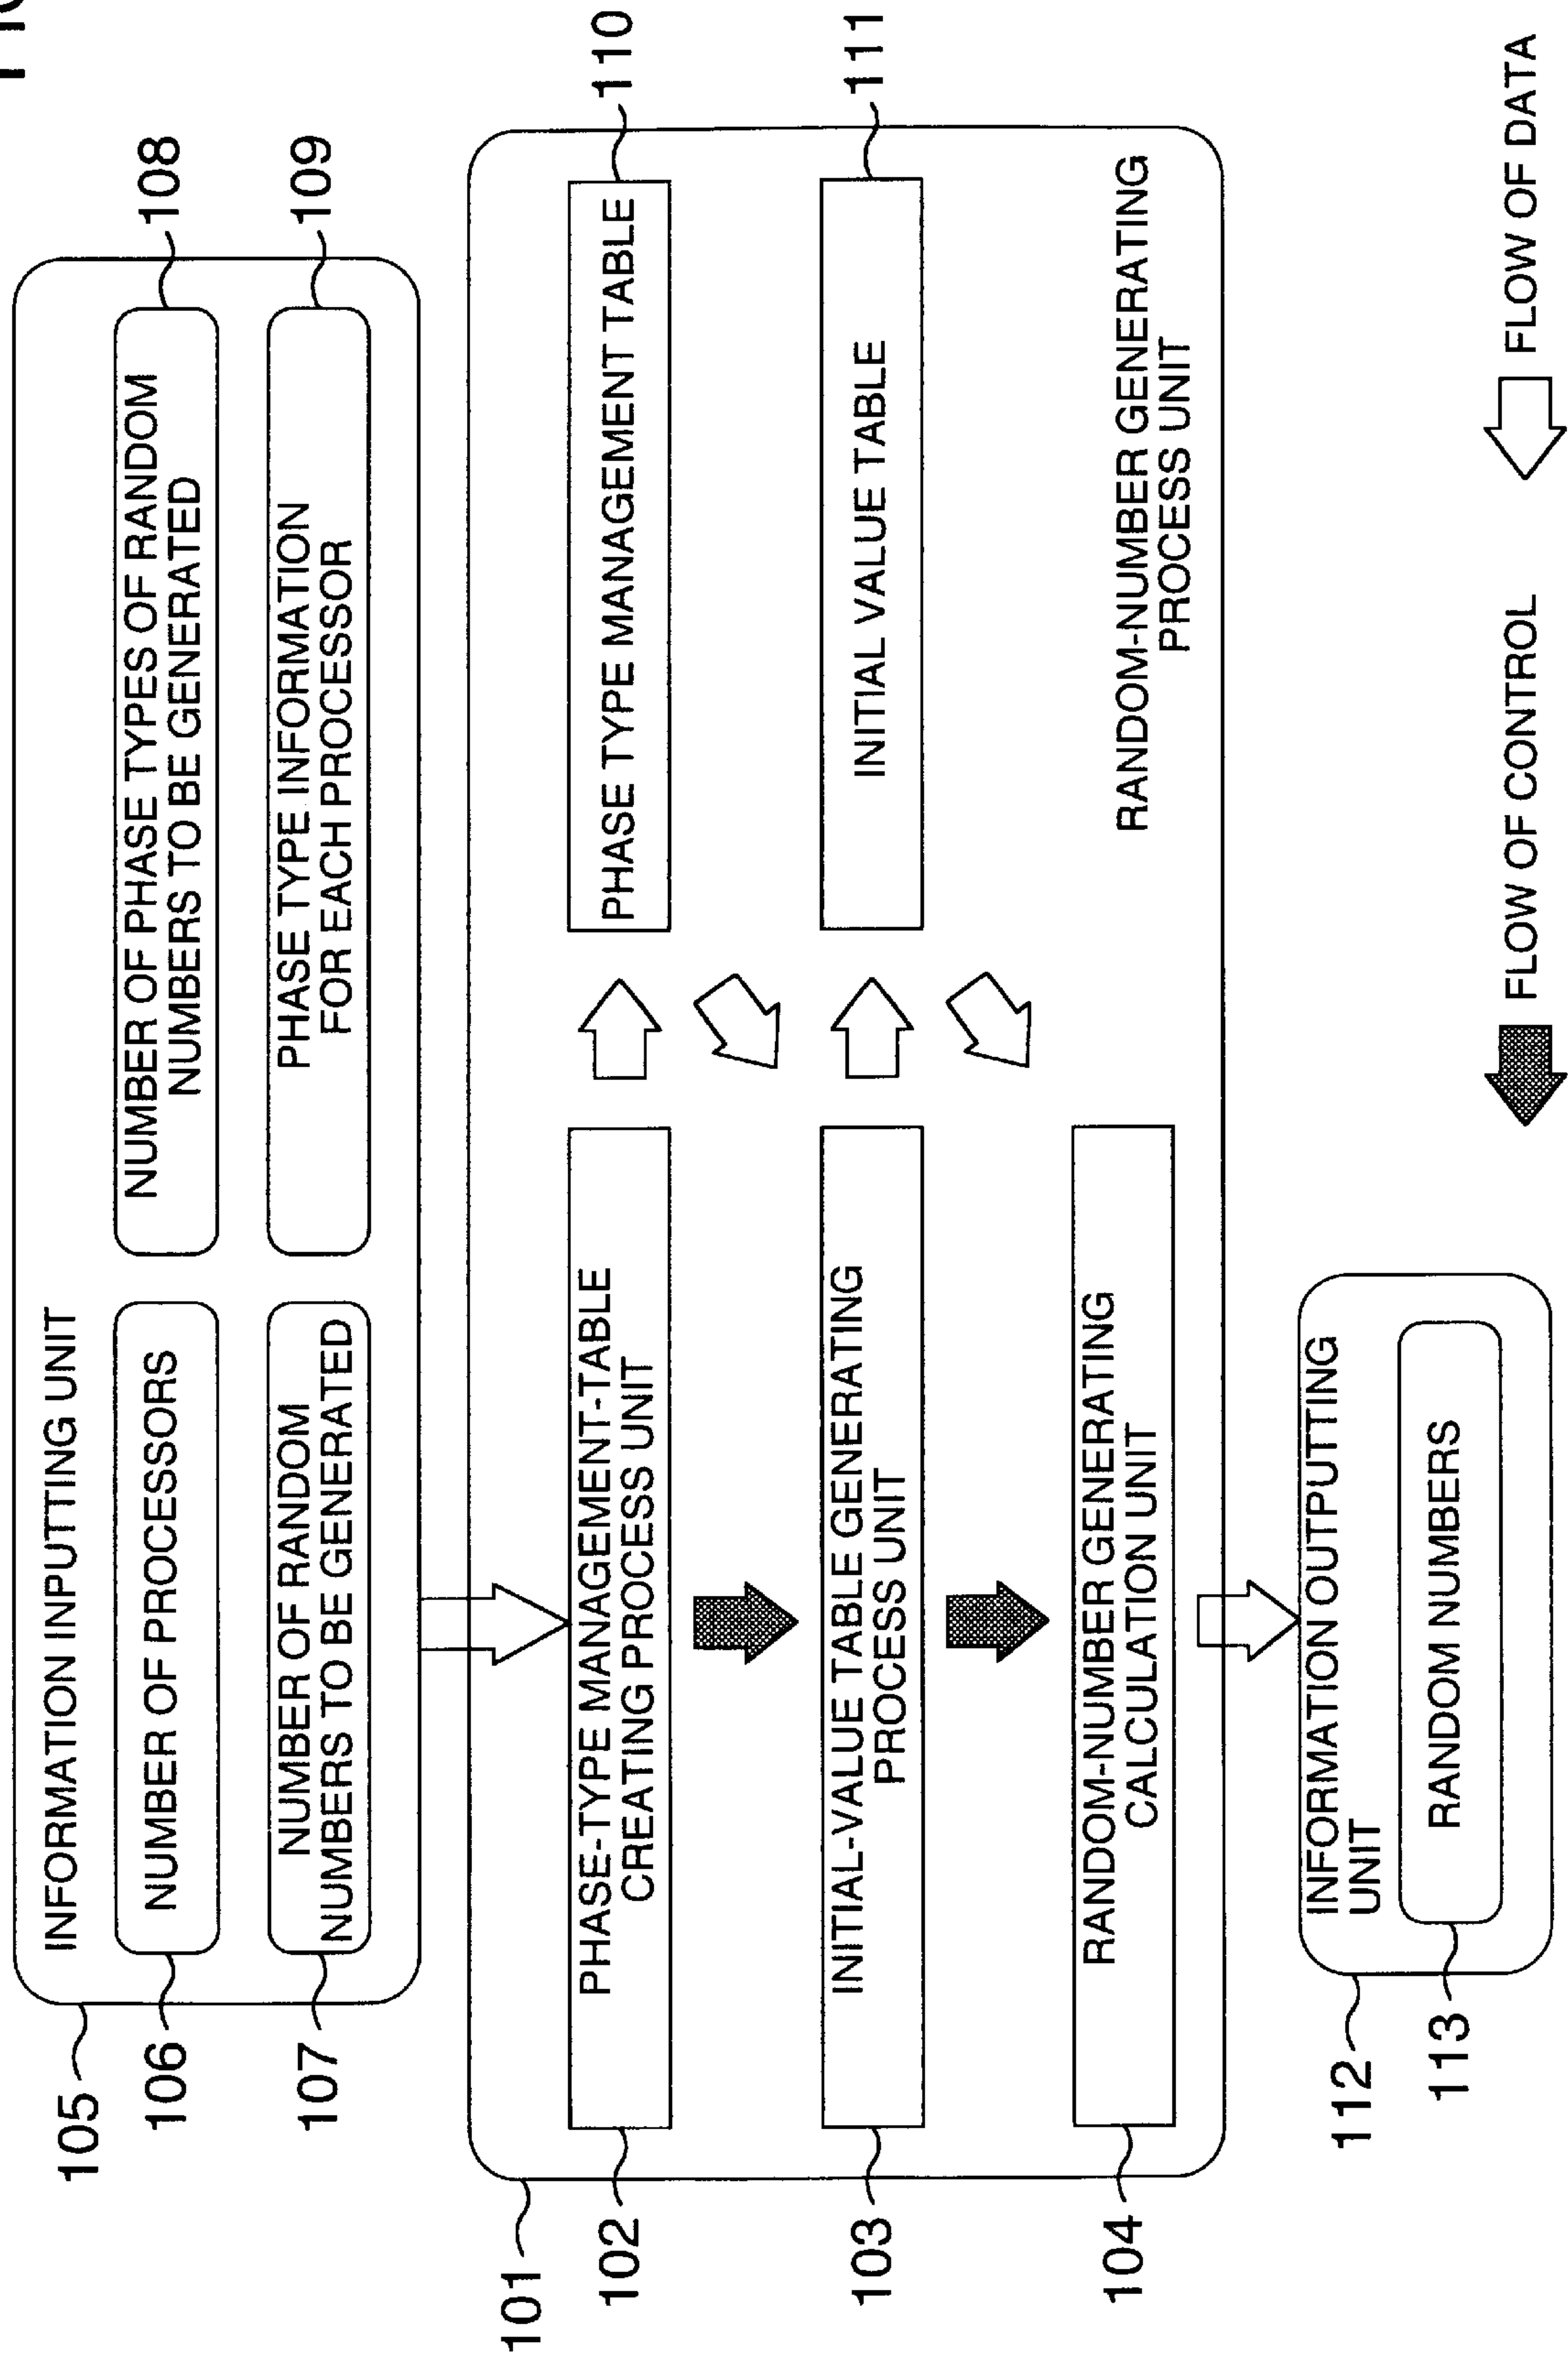 105
INFORMATION INPUTTING UNIT
106
NUMBER OF PROCESSORS
108
NUMBER OF PHASE TYPES OF RANDOM
NUMBERS TO BE GENERATED
107
NUMBER OF RANDOM
NUMBERS TO BE GENERATED
109
PHASE TYPE INFORMATION
FOR EACH PROCESSOR
101
102
PHASE-TYPE MANAGEMENT-TABLE
CREATING PROCESS UNIT
110
PHASE TYPE MANAGEMENT TABLE
103
INITIAL-VALUE TABLE GENERATING
PROCESS UNIT
111
INITIAL VALUE TABLE
104
RANDOM-NUMBER GENERATING
CALCULATION UNIT
RANDOM-NUMBER GENERATING
PROCESS UNIT
112
INFORMATION OUTPUTTING
UNIT
113
RANDOM NUMBERS
FLOW OF CONTROL
FLOW OF DATA